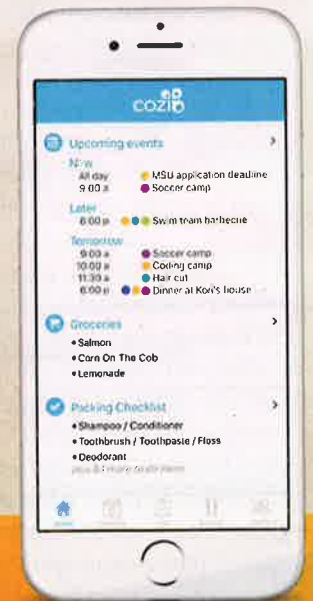 cozi
Upcoming events
Now
All day MSU application deadline
9:00 a Soccer camp
Later
6:00 p Swim team barbecue
Tomorrow
9:00 a Soccer camp
10:00 a Coding camp
11:30 a Hair cut
6:00 p Dinner at Kori's house
Groceries
• Salmon
• Corn On The Cob
• Lemonade
Packing Checklist
• Shampoo / Conditioner
• Toothbrush / Toothpaste / Floss
• Deodorant